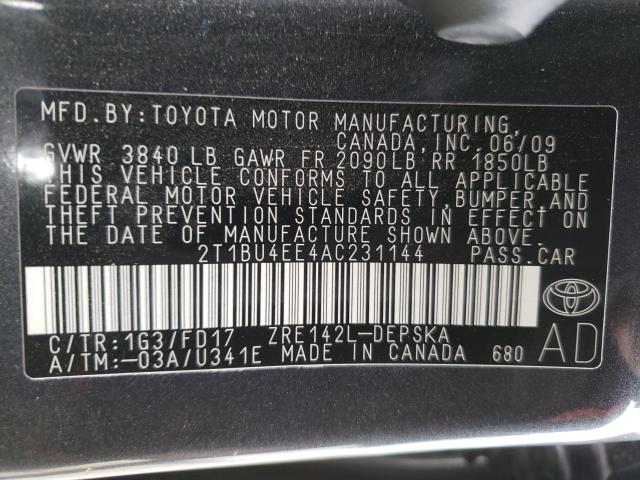 MFD.BY:TOYOTA MOTOR MANUFACTURING,
CANADA, INC. 06/09
GVWR 3840 LB GAWR FR 2090LB RR 1850LB
THIS VEHICLE CONFORMS TO ALL APPLICABLE
FEDERAL MOTOR VEHICLE SAFETY, BUMPER, AND
THEFT PREVENTION STANDARDS IN EFFECT ON
THE DATE OF MANUFACTURE SHOWN ABOVE.
2T1BU4EE4AC231144 PASS.CAR
C/TR:1G3/FD17 ZRE142L-DEPSKA
A/TM:-03A/U341E MADE IN CANADA 680
AD